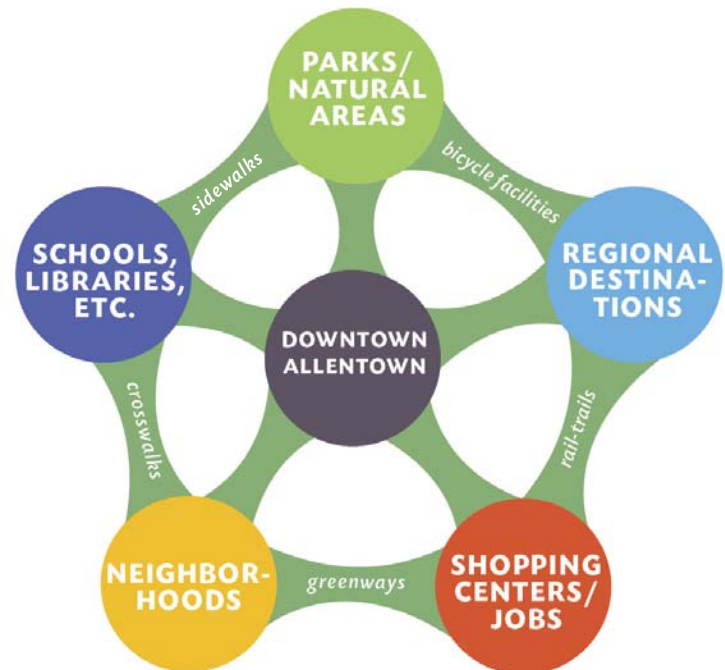 PARKS/
NATURAL
AREAS
sidewalks
bicycle facilities
SCHOOLS,
LIBRARIES,
ETC.
REGIONAL
DESTINA-
TIONS
DOWNTOWN
ALLENTOWN
crosswalks
rail-trails
NEIGHBOR-
HOODS
greenways
SHOPPING
CENTERS/
JOBS